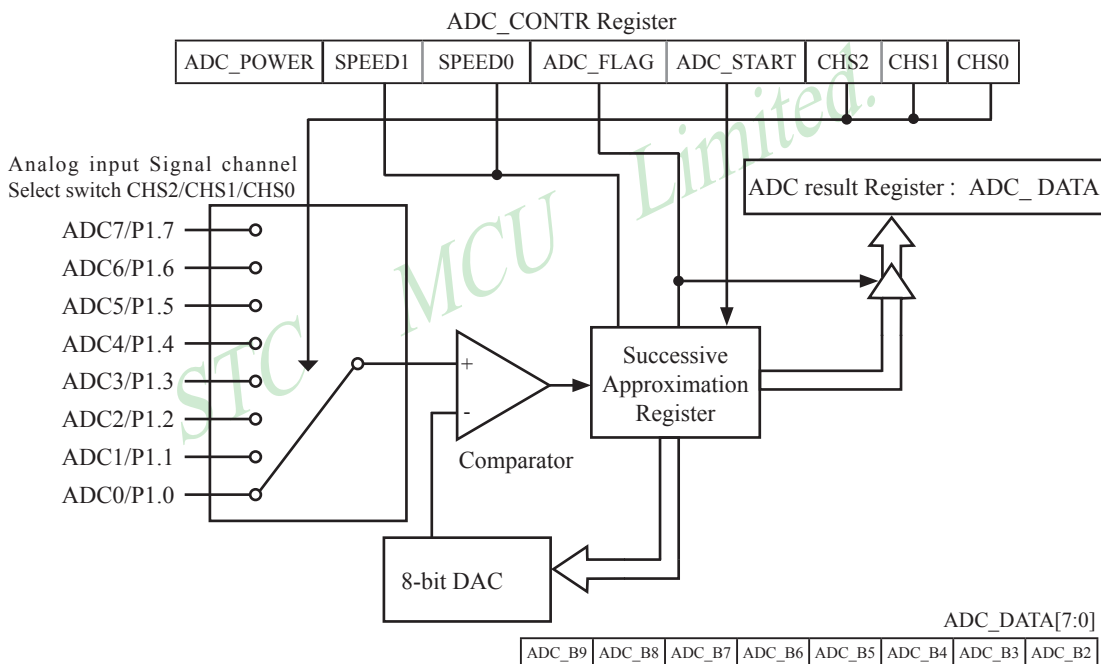 ADC_CONTR Register
ADC_POWER SPEED1 SPEED0 ADC_FLAG ADC_START CHS2 CHS1 CHS0
Analog input Signal channel
Select switch CHS2/CHS1/CHS0
ADC result Register : ADC_ DATA
ADC7/P1.7
ADC6/P1.6
ADC5/P1.5
ADC4/P1.4
ADC3/P1.3
ADC2/P1.2
ADC1/P1.1
ADC0/P1.0
+
-
Comparator
Successive
Approximation
Register
8-bit DAC
ADC_DATA[7:0]
ADC_B9 ADC_B8 ADC_B7 ADC_B6 ADC_B5 ADC_B4 ADC_B3 ADC_B2
STC MCU Limited.